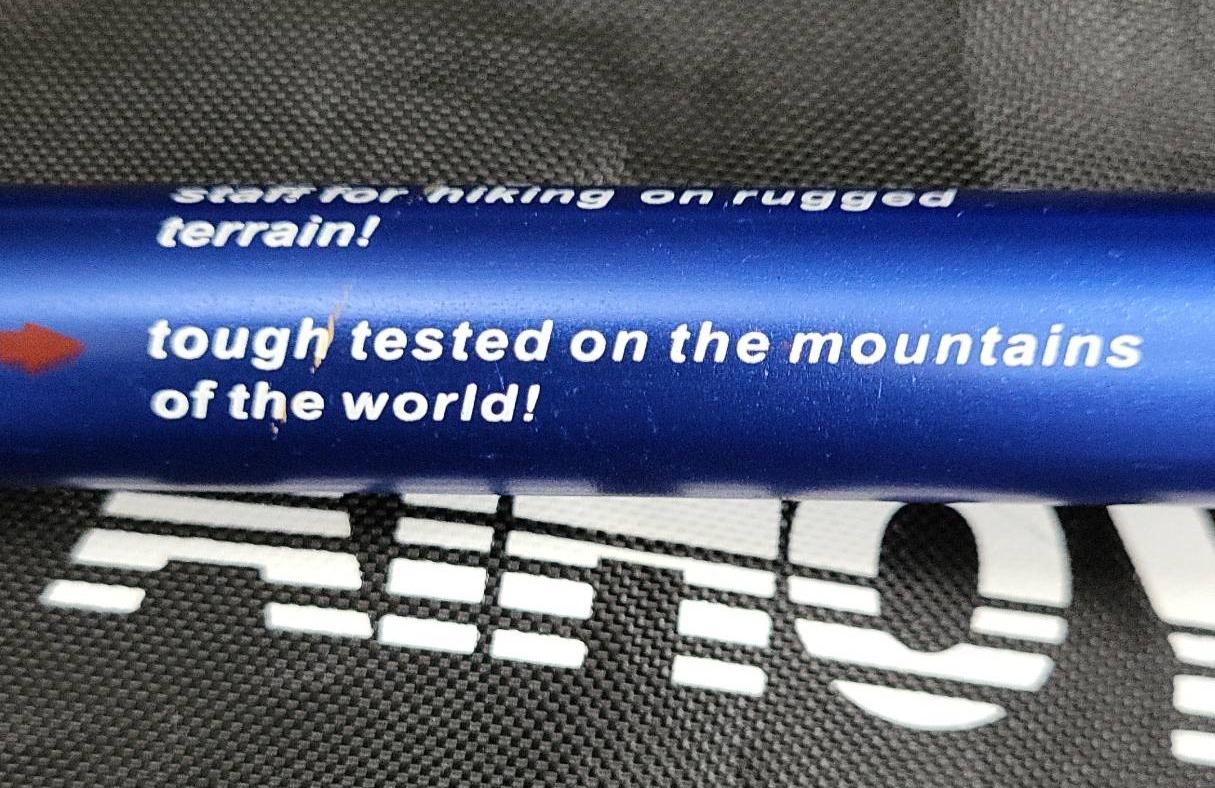 staff for hiking on rugged
terrain!
tough tested on the mountains
of the world!